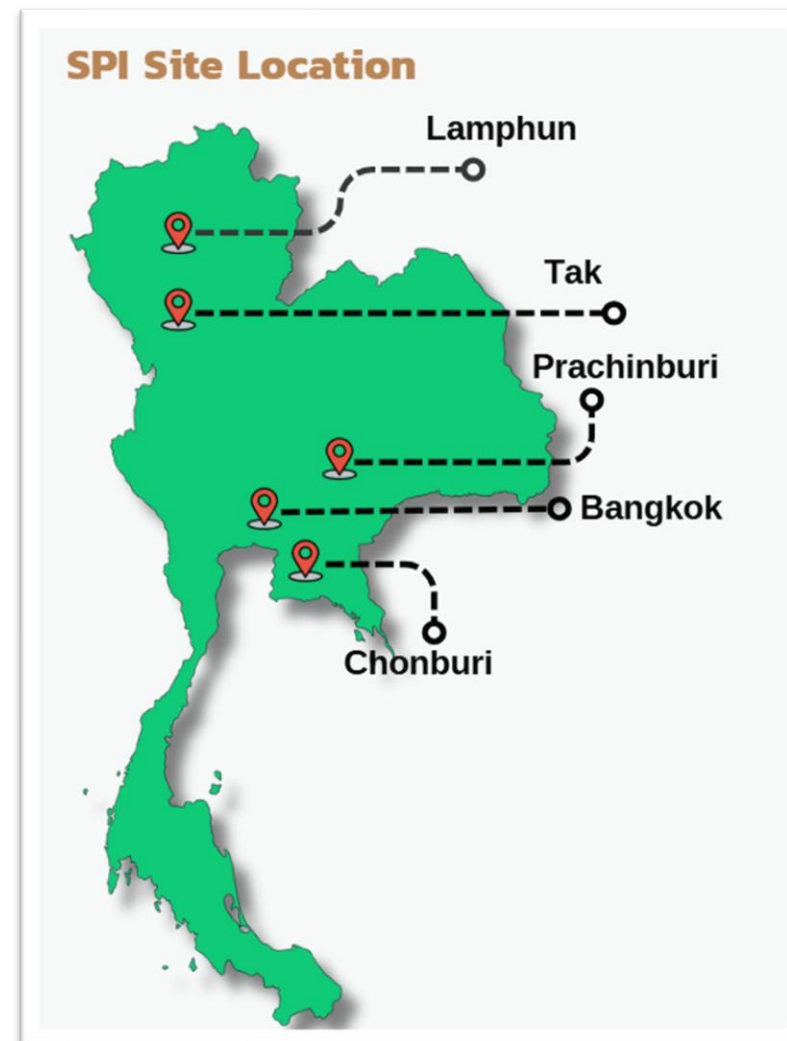 SPI Site Location
Lamphun
Tak
Prachinburi
Bangkok
Chonburi